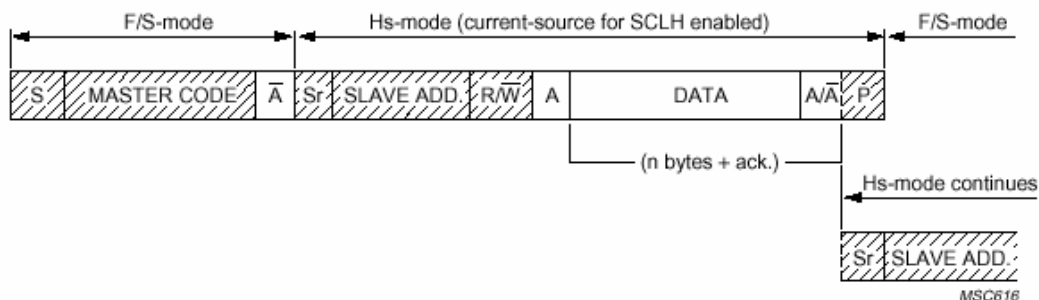 F/S-mode Hs-mode (current-source for SCLH enabled) F/S-mode
S MASTER CODE A̅ Sr SLAVE ADD. R/W̅ A DATA A/A̅ P
(n bytes + ack.)
Hs-mode continues
Sr SLAVE ADD.
MSC616